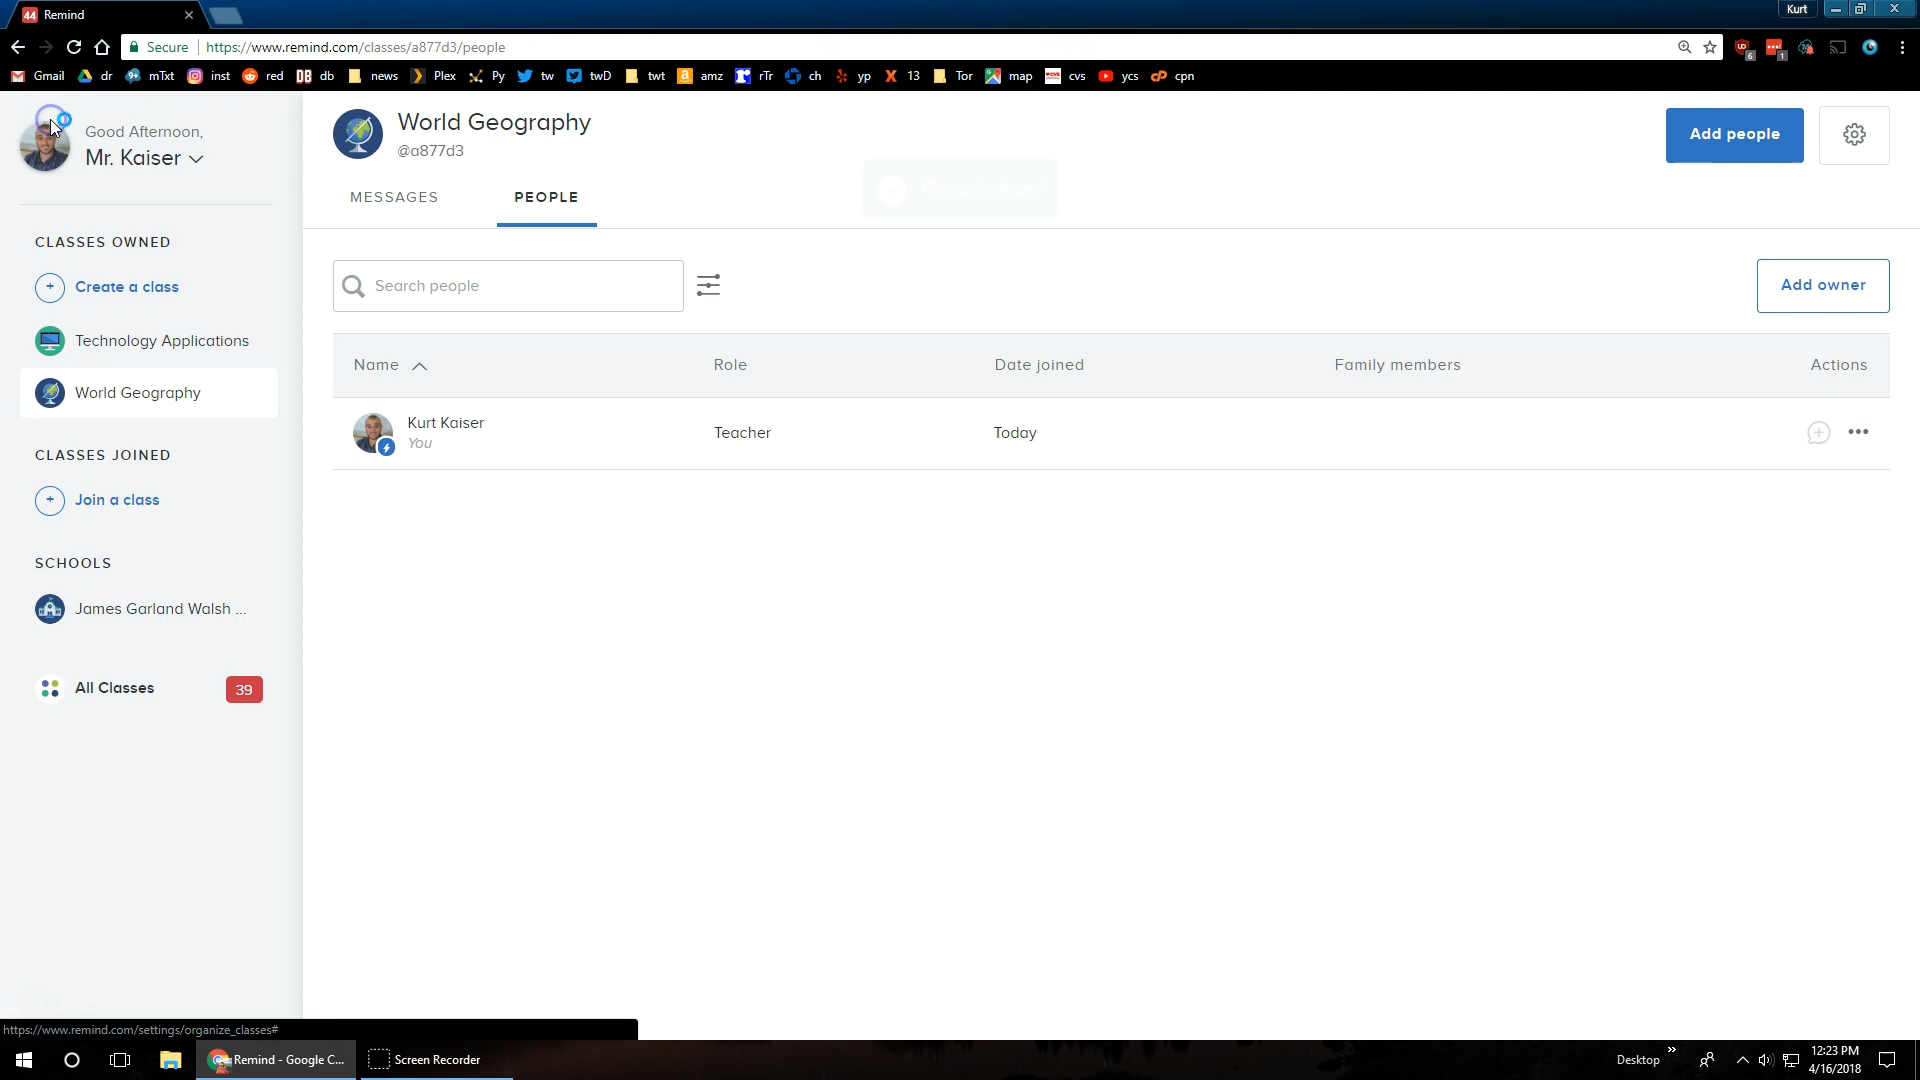 44 Remind
Kurt
Secure https://www.remind.com/classes/a877d3/people
6
1
Gmail dr mTxt inst red db news Plex Py tw twD twt amz rTr ch yp 13 Tor map cvs ycs cpn
Good Afternoon,
Mr. Kaiser
World Geography
@a877d3
Add people
MESSAGES PEOPLE
CLASSES OWNED
Create a class
Technology Applications
World Geography
CLASSES JOINED
Join a class
SCHOOLS
James Garland Walsh ...
All Classes 39
Search people
Add owner
Name Role Date joined Family members Actions
Kurt Kaiser
You
Teacher Today
https://www.remind.com/settings/organize_classes#
Remind - Google C... Screen Recorder
Desktop
12:23 PM
4/16/2018